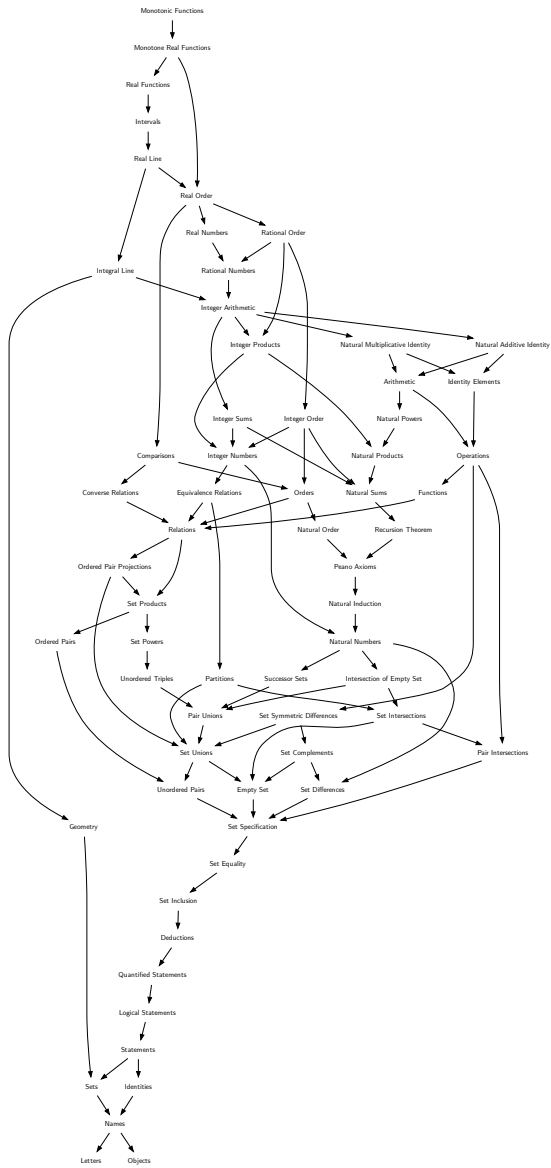 Monotonic Functions
Monotone Real Functions
Real Functions
Intervals
Real Line
Real Order
Real Numbers
Rational Order
Integral Line
Rational Numbers
Integer Arithmetic
Integer Products
Natural Multiplicative Identity
Natural Additive Identity
Arithmetic
Identity Elements
Integer Sums
Integer Order
Natural Powers
Comparisons
Integer Numbers
Natural Products
Operations
Converse Relations
Equivalence Relations
Orders
Natural Sums
Functions
Relations
Natural Order
Recursion Theorem
Ordered Pair Projections
Peano Axioms
Set Products
Natural Induction
Ordered Pairs
Set Powers
Natural Numbers
Unordered Triples
Partitions
Successor Sets
Intersection of Empty Set
Pair Unions
Set Symmetric Differences
Set Intersections
Set Unions
Set Complements
Pair Intersections
Unordered Pairs
Empty Set
Set Differences
Geometry
Set Specification
Set Equality
Set Inclusion
Deductions
Quantified Statements
Logical Statements
Statements
Sets
Identities
Names
Letters
Objects